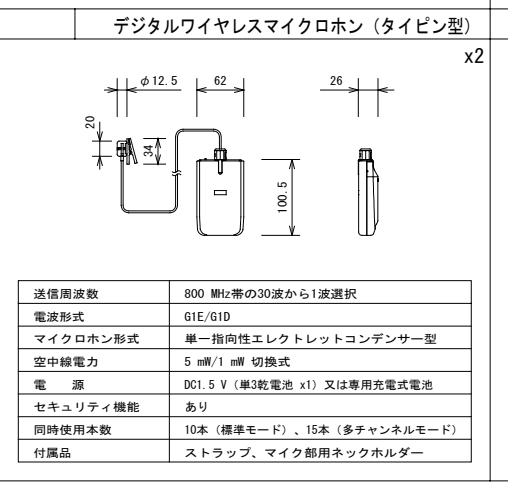 デジタルワイヤレスマイクロホン（タイピン型）
x2
φ12.5
62
26
20
34
100.5
送信周波数 800 MHz帯の30波から1波選択
電波形式 G1E/G1D
マイクロホン形式 単一指向性エレクトレットコンデンサー型
空中線電力 5 mW/1 mW 切換式
電　源 DC1.5 V（単3乾電池 x1）又は専用充電式電池
セキュリティ機能 あり
同時使用本数 10本（標準モード）、15本（多チャンネルモード）
付属品 ストラップ、マイク部用ネックホルダー